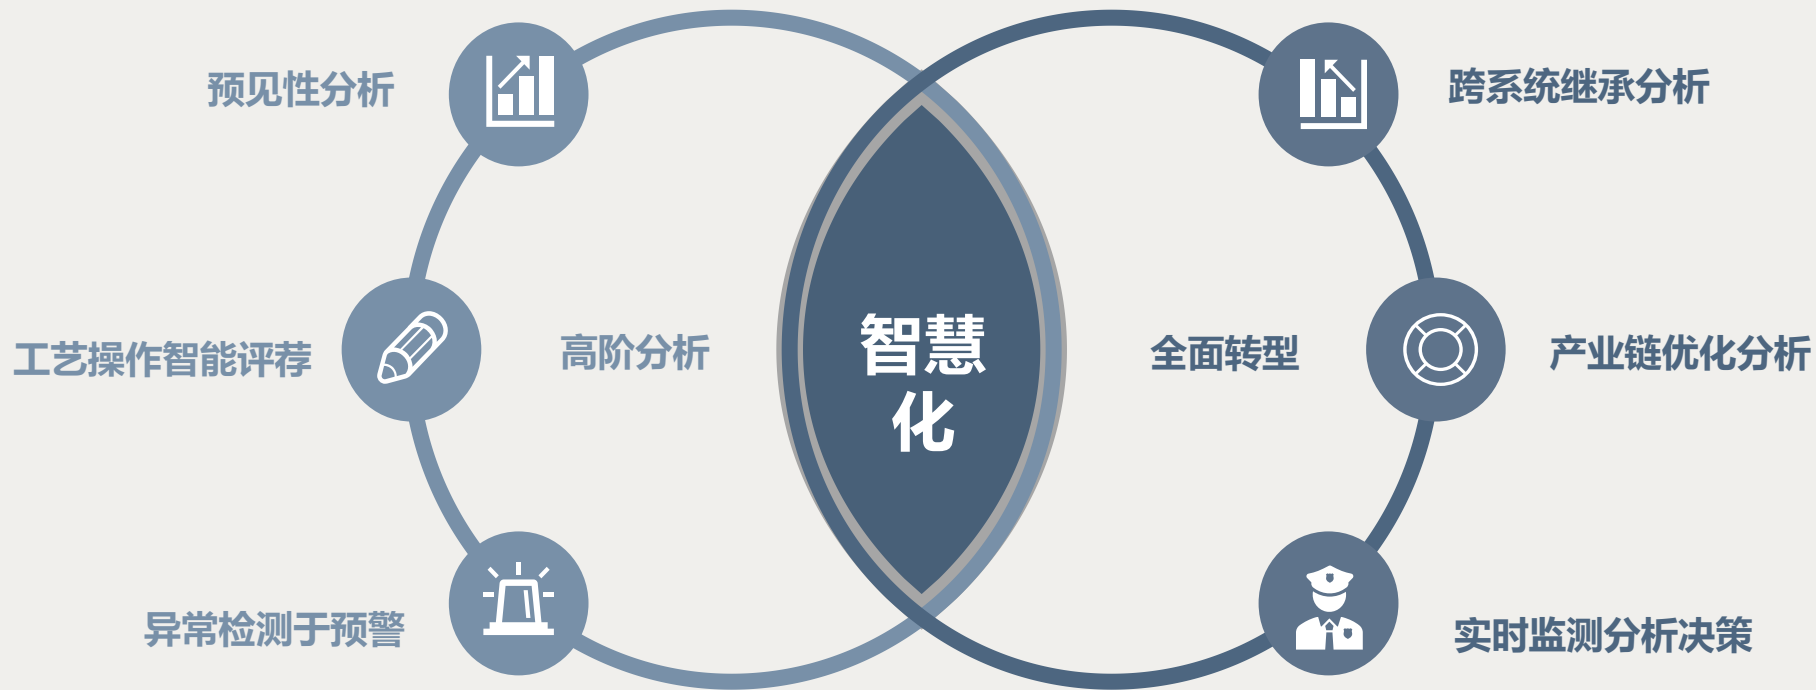 预见性分析
跨系统继承分析
工艺操作智能评荐
高阶分析
智慧
化
全面转型
产业链优化分析
异常检测于预警
实时监测分析决策